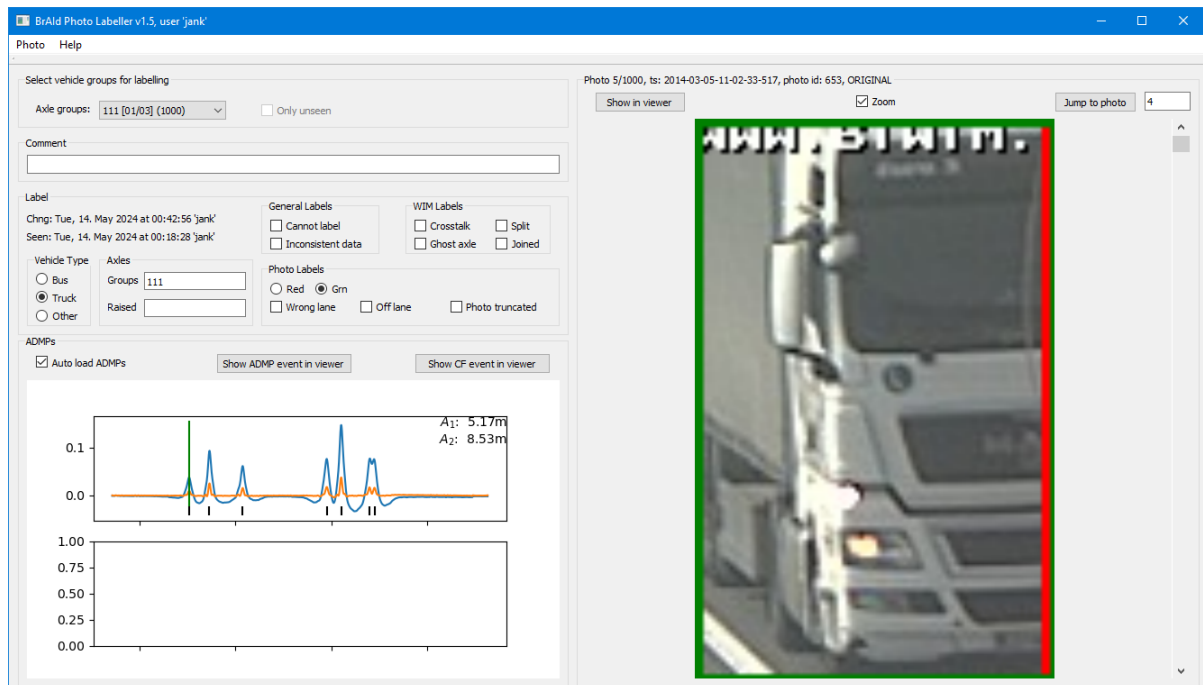 BrAId Photo Labeller v1.5, user 'jank'
Photo Help
Select vehicle groups for labelling
Axle groups: 111 [01/03] (1000) Only unseen
Comment
Label
Chng: Tue, 14. May 2024 at 00:42:56 'jank'
Seen: Tue, 14. May 2024 at 00:18:28 'jank'
General Labels
Cannot label
Inconsistent data
WIM Labels
Crosstalk Split
Ghost axle Joined
Vehicle Type
Bus
Truck
Other
Axles
Groups 111
Raised
Photo Labels
Red Grn
Wrong lane Off lane Photo truncated
ADMPs
Auto load ADMPs Show ADMP event in viewer Show CF event in viewer
A₁: 5.17m
A₂: 8.53m
0.1
0.0
1.00
0.75
0.50
0.25
0.00
Photo 5/1000, ts: 2014-03-05-11-02-33-517, photo id: 653, ORIGINAL
Show in viewer Zoom Jump to photo 4